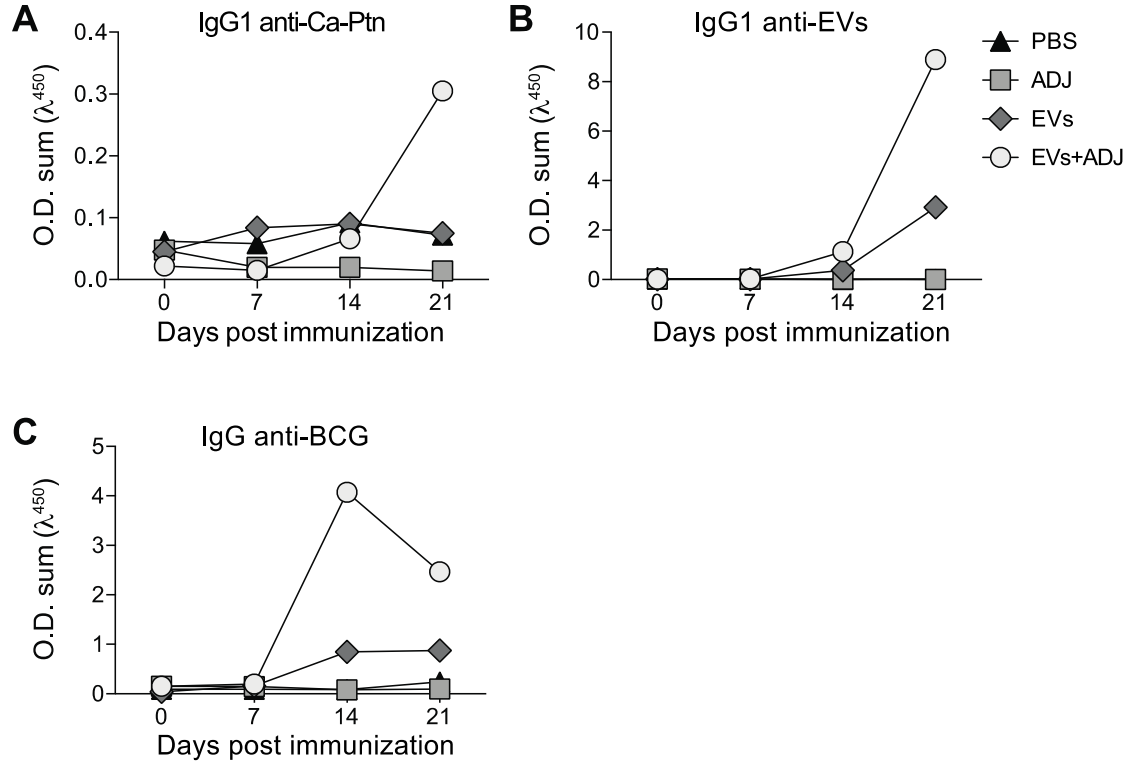 A
IgG1 anti-Ca-Ptn
0.4
0.3
0.2
0.1
0.0
O.D. sum (λ⁴⁵⁰)
0 7 14 21
Days post immunization
B
IgG1 anti-EVs
10
8
6
4
2
0
O.D. sum (λ⁴⁵⁰)
0 7 14 21
Days post immunization
PBS
ADJ
EVs
EVs+ADJ
C
IgG anti-BCG
5
4
3
2
1
0
O.D. sum (λ⁴⁵⁰)
0 7 14 21
Days post immunization